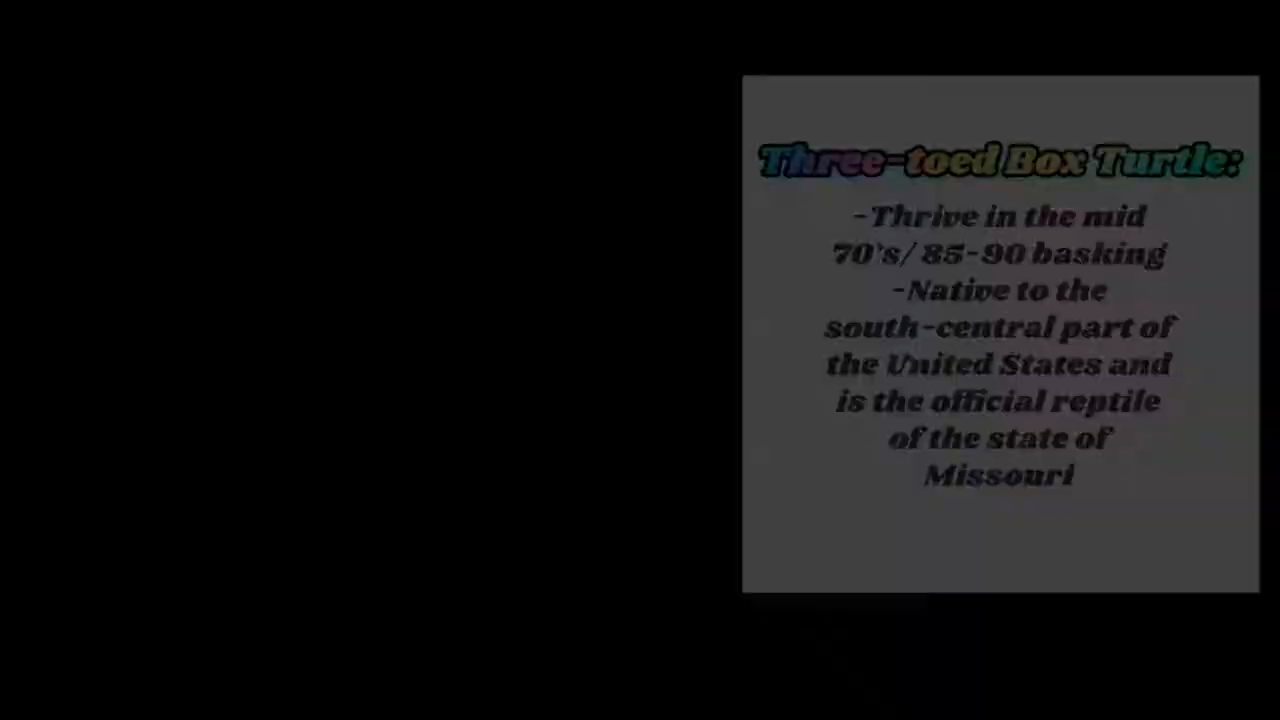 Three-toed Box Turtle:
-Thrive in the mid
70's/ 85-90 basking
-Native to the
south-central part of
the United States and
is the official reptile
of the state of
Missouri